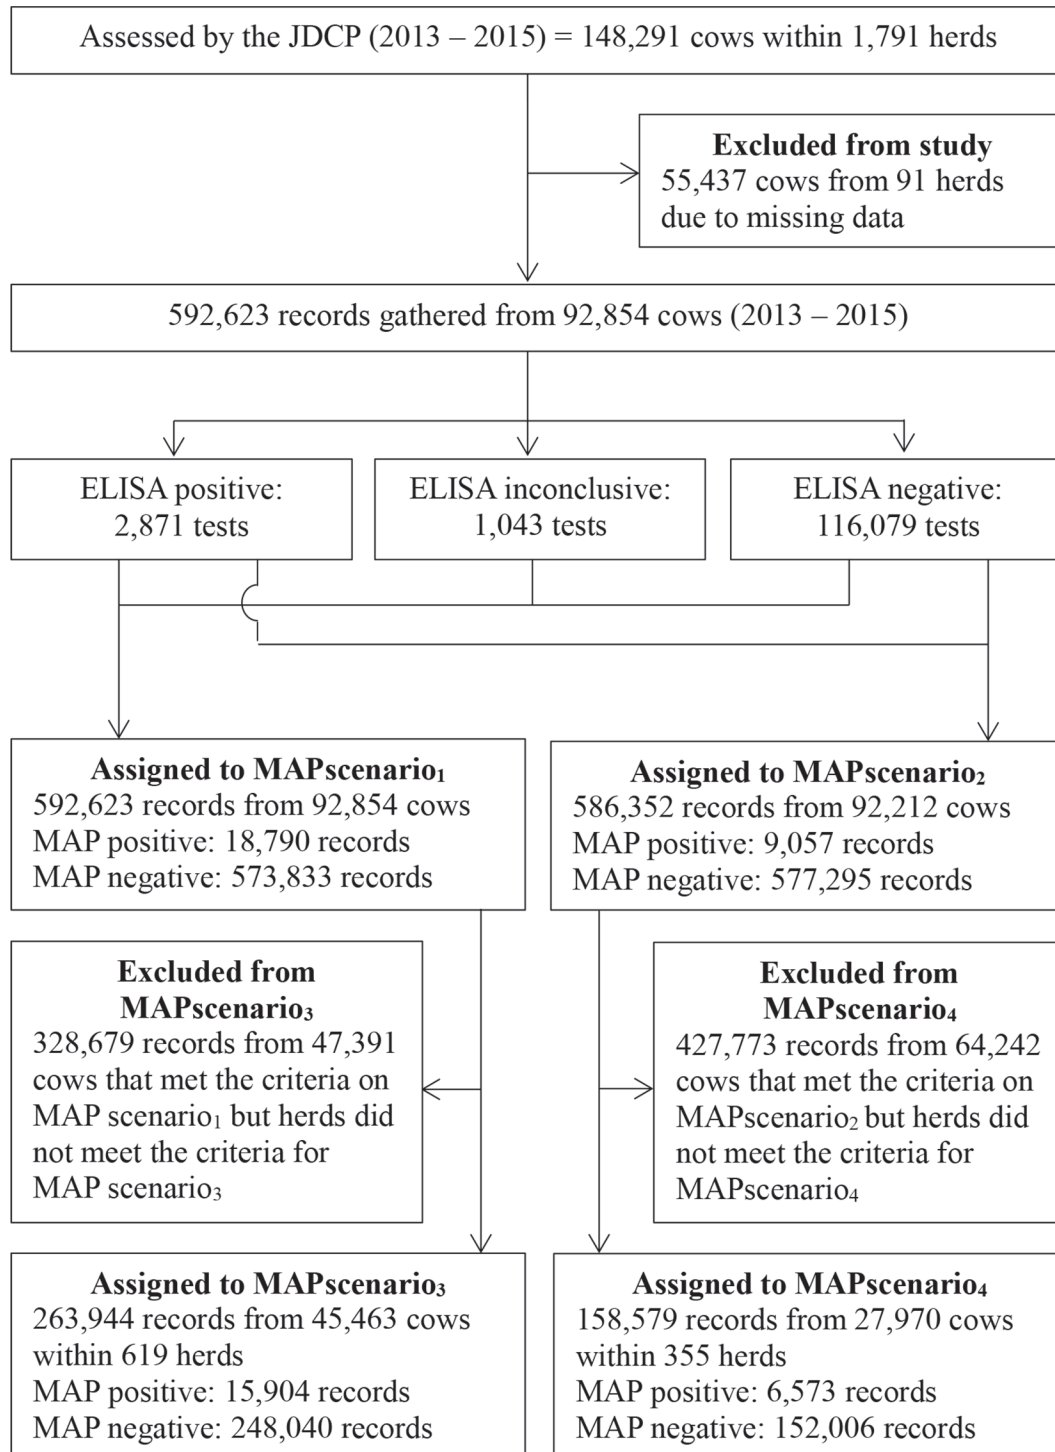 Assessed by the JDCP (2013 – 2015) = 148,291 cows within 1,791 herds
Excluded from study
55,437 cows from 91 herds
due to missing data
592,623 records gathered from 92,854 cows (2013 – 2015)
ELISA positive:
2,871 tests
ELISA inconclusive:
1,043 tests
ELISA negative:
116,079 tests
Assigned to MAPscenario₁
592,623 records from 92,854 cows
MAP positive: 18,790 records
MAP negative: 573,833 records
Assigned to MAPscenario₂
586,352 records from 92,212 cows
MAP positive: 9,057 records
MAP negative: 577,295 records
Excluded from
MAPscenario₃
328,679 records from 47,391
cows that met the criteria on
MAP scenario₁ but herds did
not meet the criteria for
MAP scenario₃
Excluded from
MAPscenario₄
427,773 records from 64,242
cows that met the criteria on
MAPscenario₂ but herds did
not meet the criteria for
MAPscenario₄
Assigned to MAPscenario₃
263,944 records from 45,463 cows
within 619 herds
MAP positive: 15,904 records
MAP negative: 248,040 records
Assigned to MAPscenario₄
158,579 records from 27,970 cows
within 355 herds
MAP positive: 6,573 records
MAP negative: 152,006 records